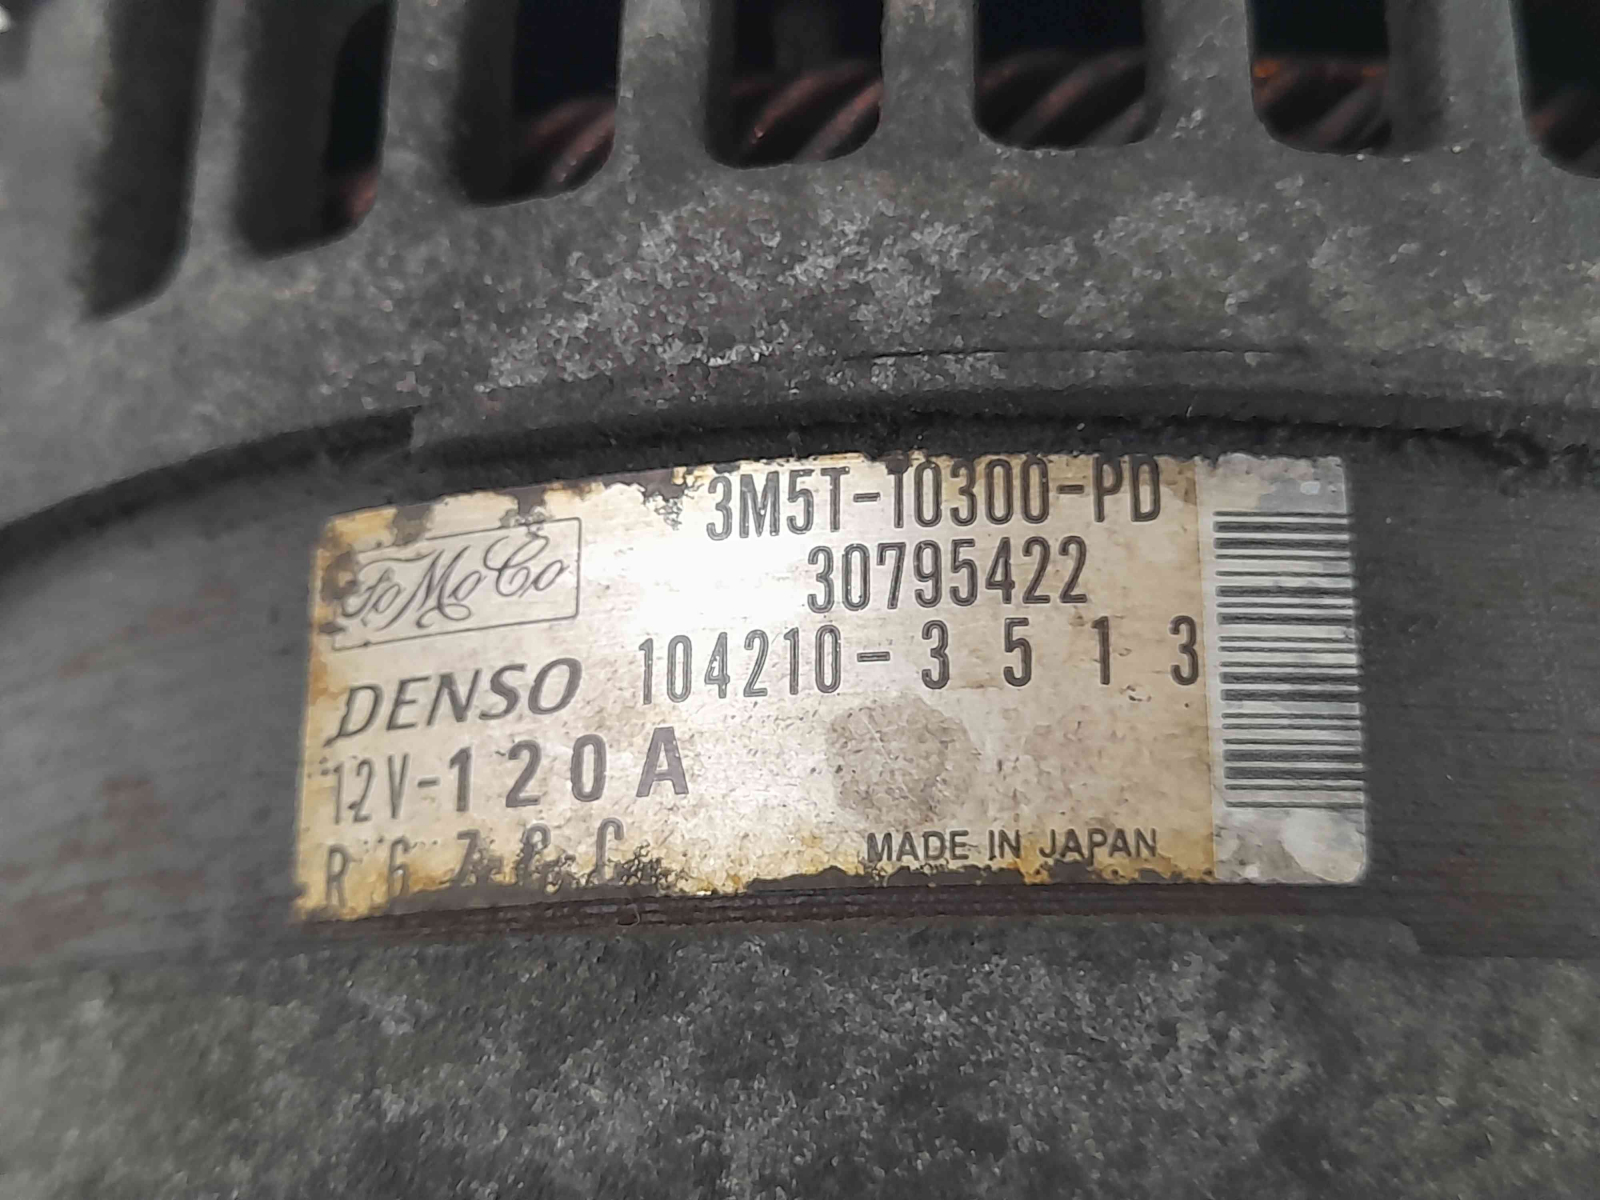 3M5T-10300-PD
FoMoCo
30795422
DENSO 104210-3513
12V-120A
MADE IN JAPAN